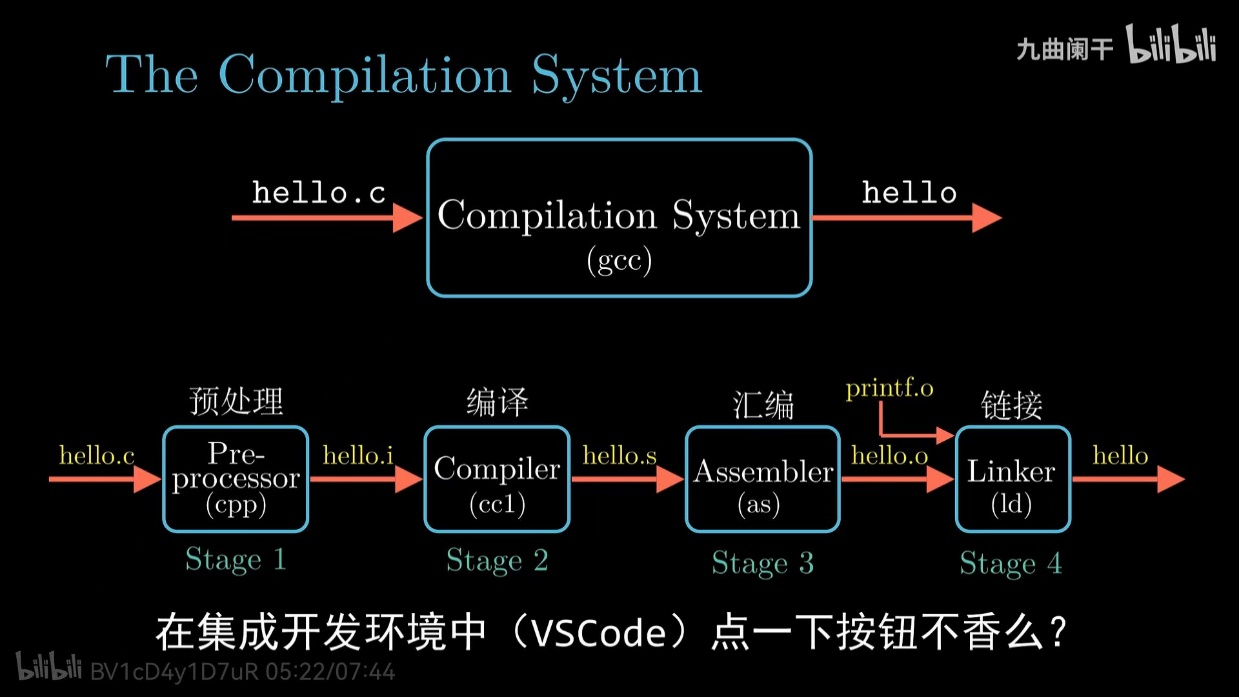 九曲阑干 bilibili
The Compilation System
hello.c
Compilation System
(gcc)
hello
预处理
编译
汇编
printf.o
链接
hello.c
Pre-
processor
(cpp)
hello.i
Compiler
(cc1)
hello.s
Assembler
(as)
hello.o
Linker
(ld)
hello
Stage 1
Stage 2
Stage 3
Stage 4
在集成开发环境中（VSCode）点一下按钮不香么？
bilibili BV1cD4y1D7uR 05:22/07:44